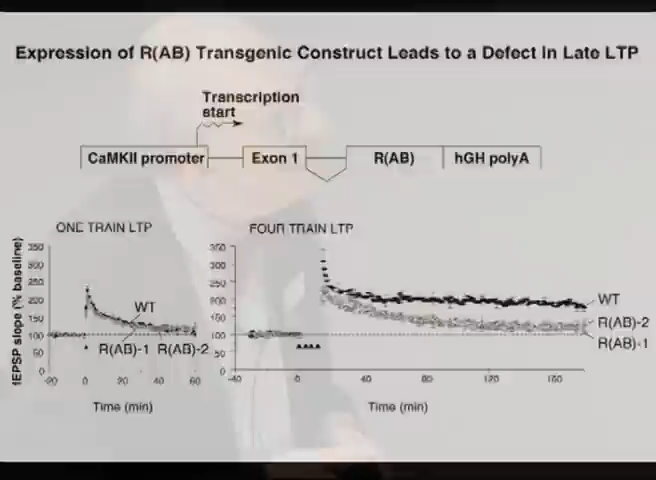 Expression of R(AB) Transgenic Construct Leads to a Defect in Late LTP
Transcription
start
CaMKII promoter
Exon 1
R(AB)
hGH polyA
ONE TRAIN LTP
fEPSP slope (% baseline)
350
300
250
200
150
100
50
0
WT
R(AB)-1
R(AB)-2
-20
0
20
40
60
Time (min)
FOUR TRAIN LTP
350
300
250
200
150
100
50
0
WT
R(AB)-2
R(AB)-1
-40
0
40
80
120
160
Time (min)